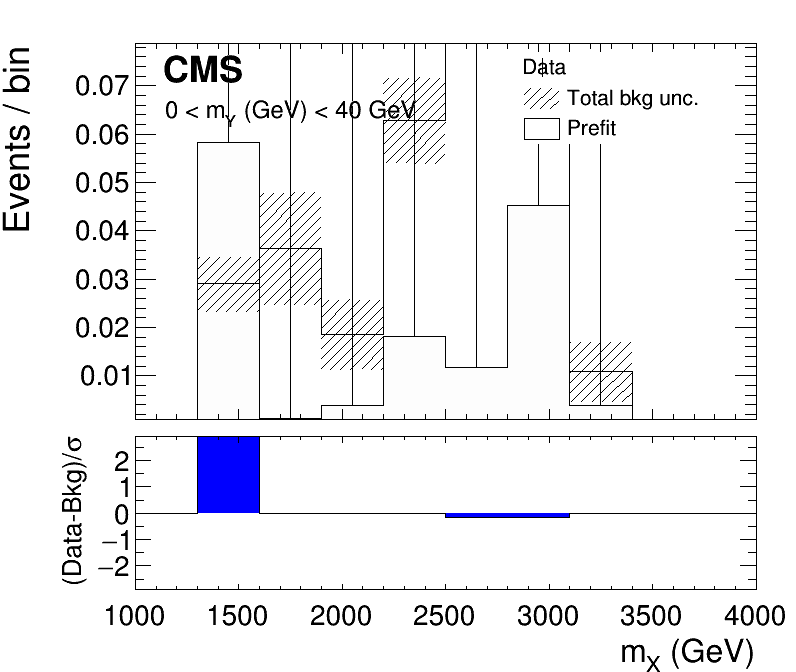 CMS
Data
0 < mY (GeV) < 40 GeV
Total bkg unc.
Prefit
Events / bin
0.07
0.06
0.05
0.04
0.03
0.02
0.01
(Data-Bkg)/σ
2
1
0
−1
−2
1000 1500 2000 2500 3000 3500 4000
mX (GeV)